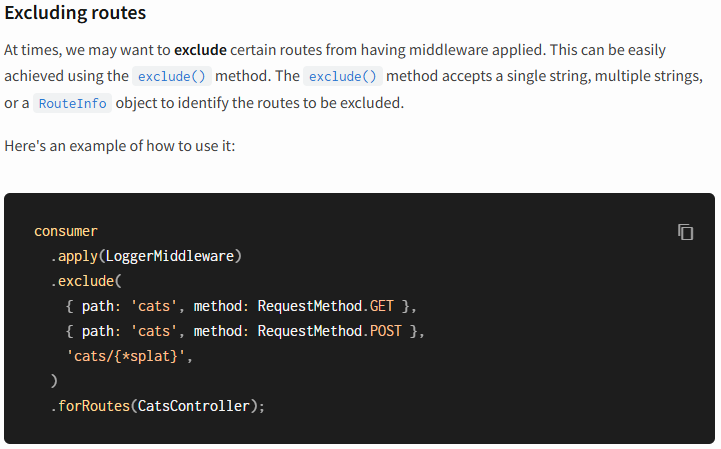 Excluding routes
At times, we may want to exclude certain routes from having middleware applied. This can be easily
achieved using the exclude() method. The exclude() method accepts a single string, multiple strings,
or a RouteInfo object to identify the routes to be excluded.
Here's an example of how to use it:
consumer
  .apply(LoggerMiddleware)
  .exclude(
    { path: 'cats', method: RequestMethod.GET },
    { path: 'cats', method: RequestMethod.POST },
    'cats/{*splat}',
  )
  .forRoutes(CatsController);